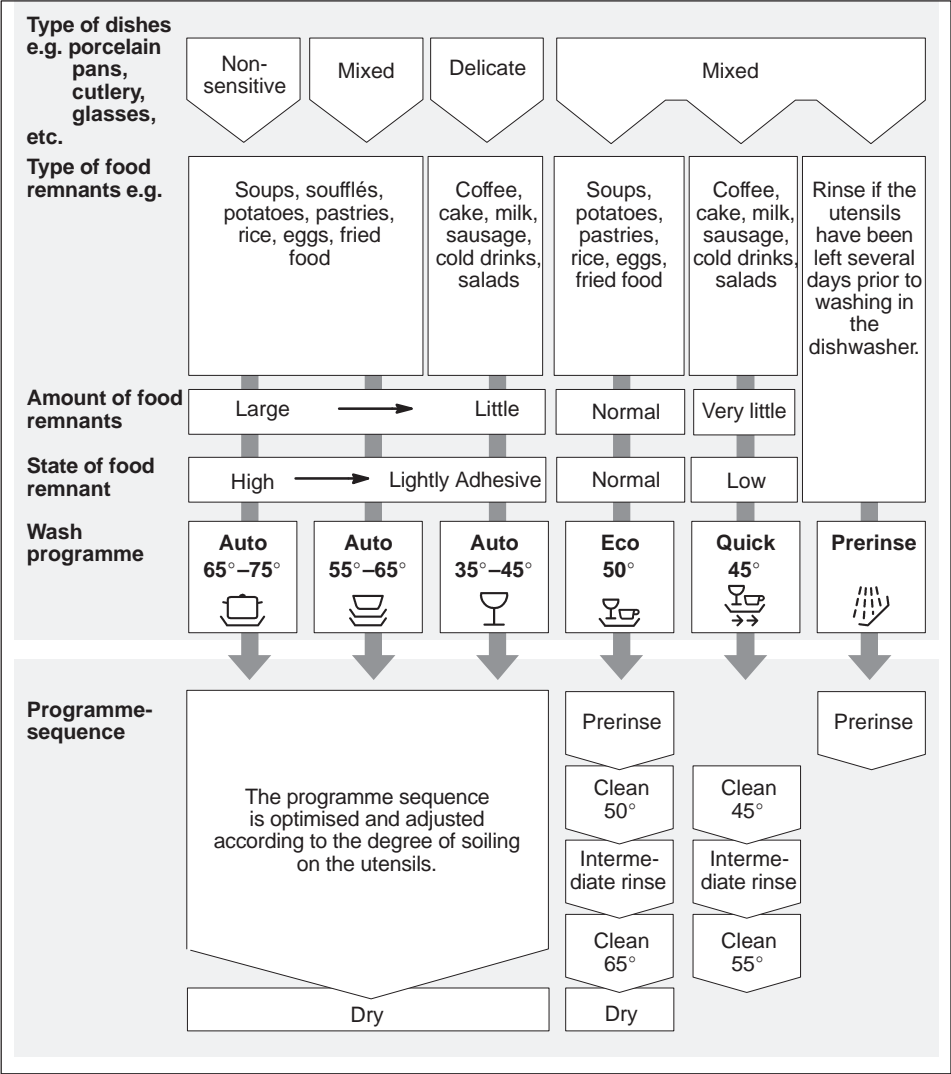 Type of dishes
e.g. porcelain
pans,
cutlery,
glasses,
etc.
Non-
sensitive
Mixed
Delicate
Mixed
Type of food
remnants e.g.
Soups, soufflés,
potatoes, pastries,
rice, eggs, fried
food
Coffee,
cake, milk,
sausage,
cold drinks,
salads
Soups,
potatoes,
pastries,
rice, eggs,
fried food
Coffee,
cake, milk,
sausage,
cold drinks,
salads
Rinse if the
utensils
have been
left several
days prior to
washing in
the
dishwasher.
Amount of food
remnants
Large → Little
Normal
Very little
State of food
remnant
High → Lightly Adhesive
Normal
Low
Wash
programme
Auto
65°–75°
Auto
55°–65°
Auto
35°–45°
Eco
50°
Quick
45°
Prerinse
Programme-
sequence
The programme sequence
is optimised and adjusted
according to the degree of soiling
on the utensils.
Dry
Prerinse
Clean
50°
Interme-
diate rinse
Clean
65°
Dry
Clean
45°
Interme-
diate rinse
Clean
55°
Prerinse